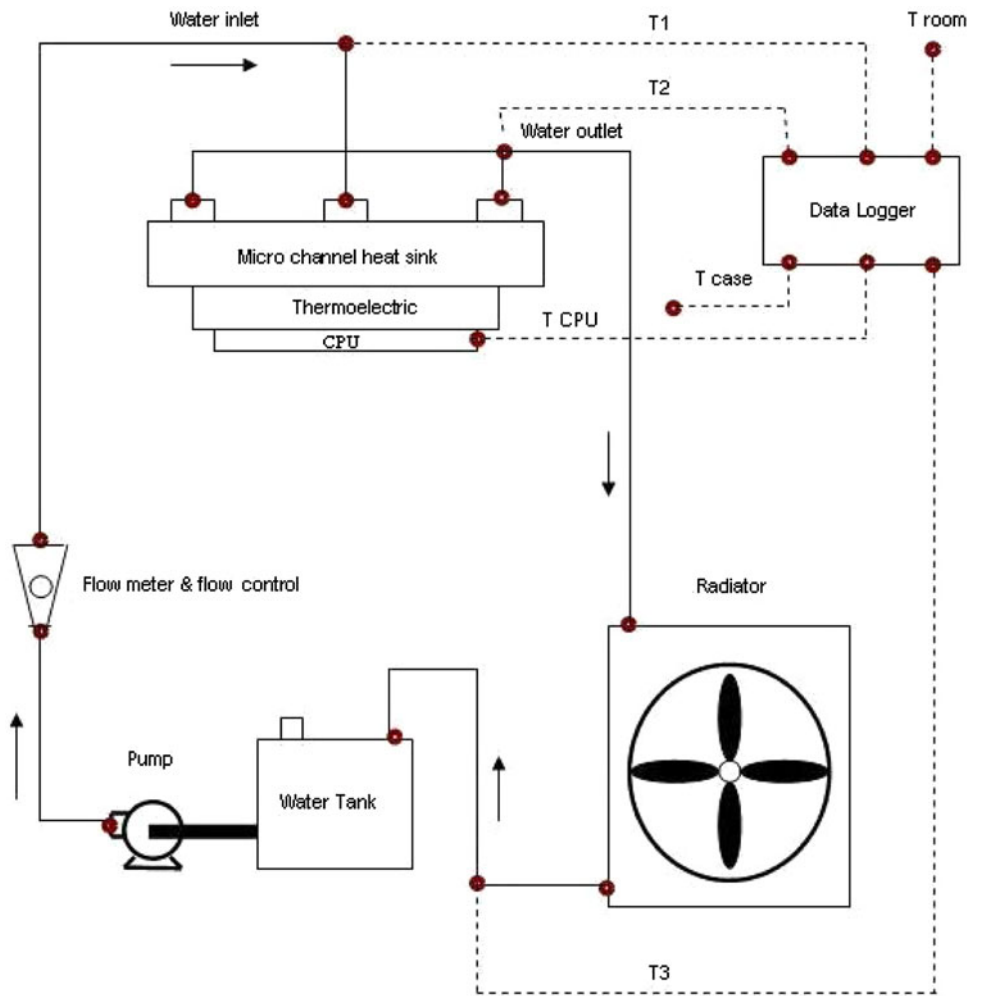 Water inlet
T1
T room
T2
Water outlet
Data Logger
Micro channel heat sink
T case
Thermoelectric
T CPU
CPU
Flow meter & flow control
Radiator
Pump
Water Tank
T3